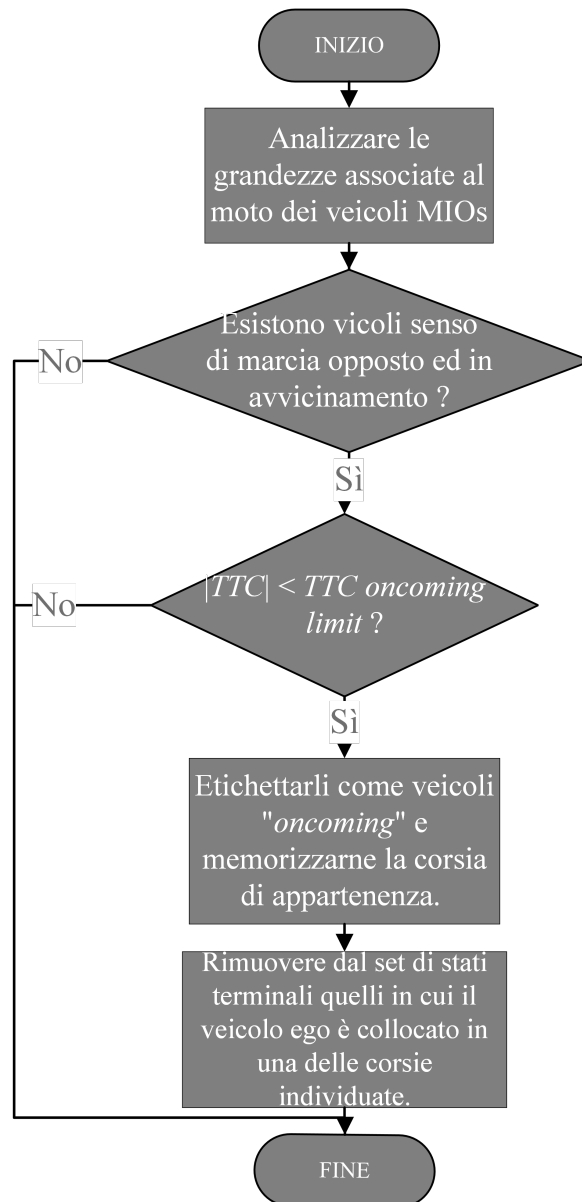 INIZIO
Analizzare le
grandezze associate al
moto dei veicoli MIOs
Esistono vicoli senso
di marcia opposto ed in
avvicinamento ?
No
Sì
|TTC| < TTC oncoming
limit ?
No
Sì
Etichettarli come veicoli
"oncoming" e
memorizzarne la corsia
di appartenenza.
Rimuovere dal set di stati
terminali quelli in cui il
veicolo ego è collocato in
una delle corsie
individuate.
FINE